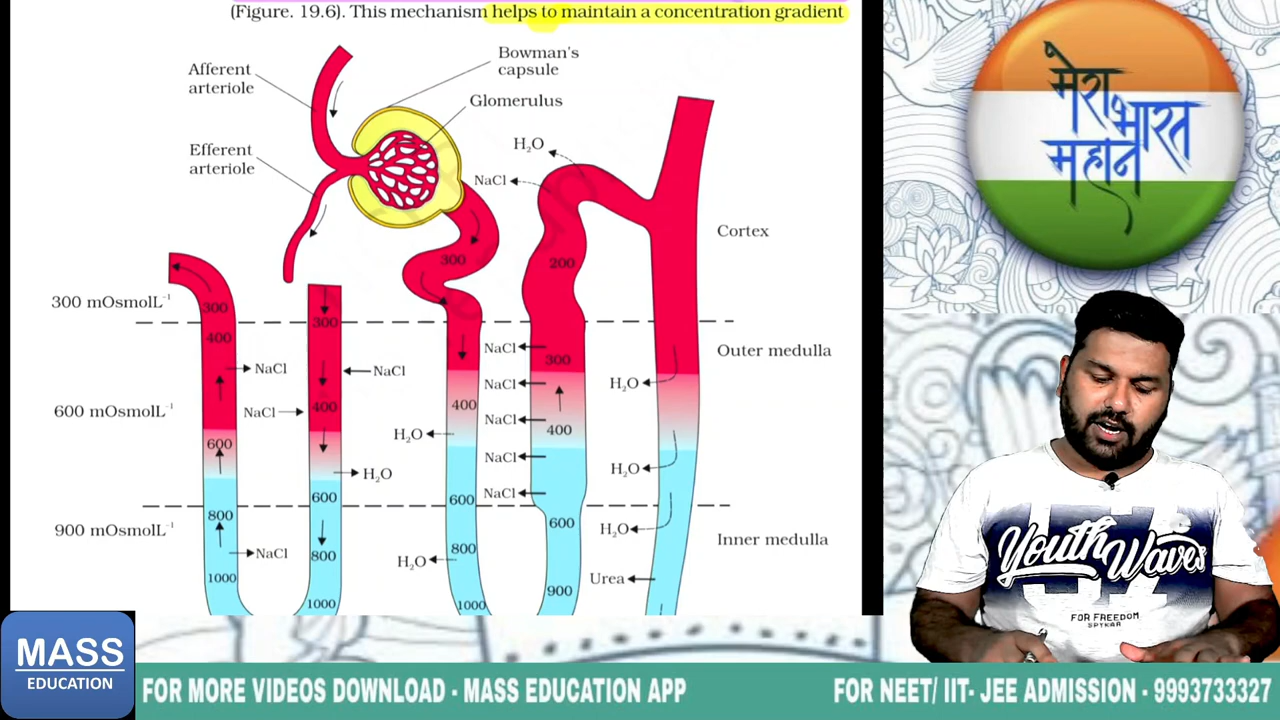 (Figure. 19.6). This mechanism helps to maintain a concentration gradient
Bowman's
capsule
Afferent
arteriole
Glomerulus
H₂O
Efferent
arteriole
NaCl
मेरा
भारत
महान
Cortex
300
200
300 mOsmolL⁻¹
300
300
400
NaCl
Outer medulla
NaCl
NaCl
300
NaCl
H₂O
600 mOsmolL⁻¹
NaCl
400
400
NaCl
400
600
H₂O
NaCl
H₂O
H₂O
600
600
NaCl
800
900 mOsmolL⁻¹
600
H₂O
Inner medulla
NaCl
800
800
H₂O
1000
Urea
900
1000
1000
Youth
Waves
FOR FREEDOM
SPYKAR
MASS
EDUCATION
FOR MORE VIDEOS DOWNLOAD - MASS EDUCATION APP
FOR NEET/ IIT- JEE ADMISSION - 9993733327